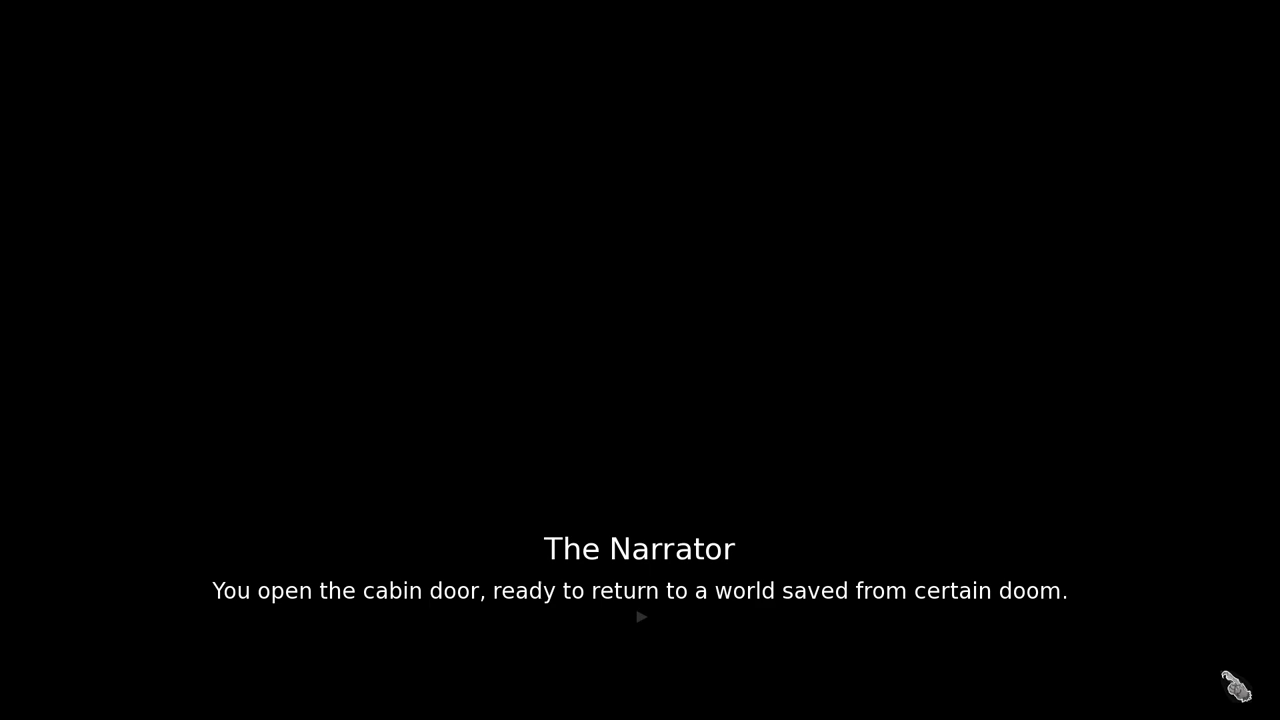 The Narrator
You open the cabin door, ready to return to a world saved from certain doom.